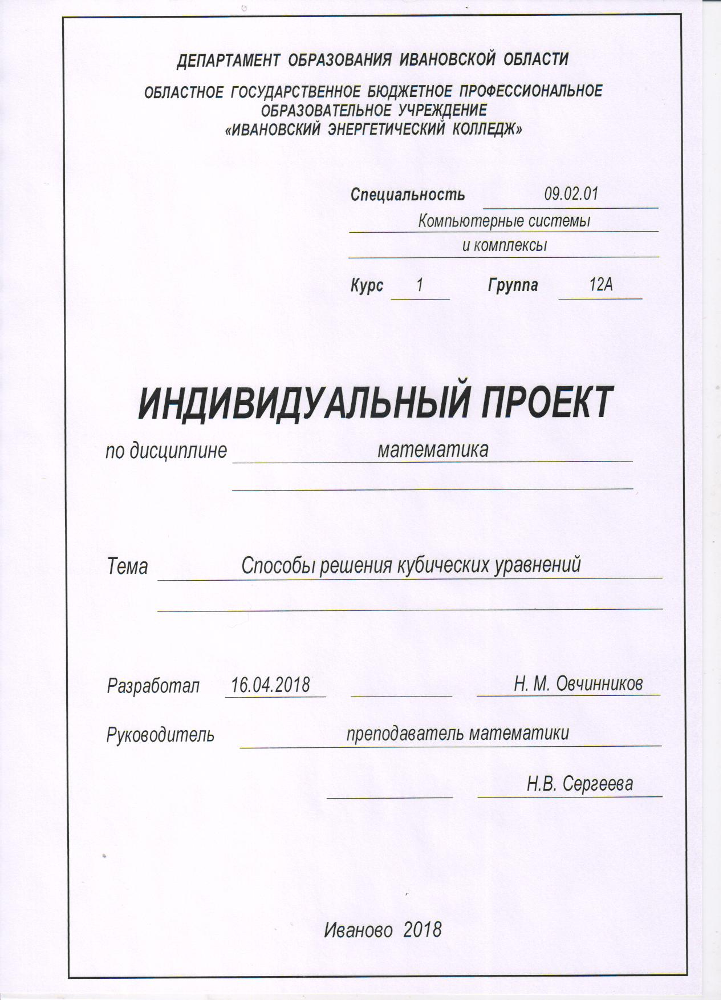 ДЕПАРТАМЕНТ ОБРАЗОВАНИЯ ИВАНОВСКОЙ ОБЛАСТИ
ОБЛАСТНОЕ ГОСУДАРСТВЕННОЕ БЮДЖЕТНОЕ ПРОФЕССИОНАЛЬНОЕ
ОБРАЗОВАТЕЛЬНОЕ УЧРЕЖДЕНИЕ
«ИВАНОВСКИЙ ЭНЕРГЕТИЧЕСКИЙ КОЛЛЕДЖ»
Специальность 09.02.01
Компьютерные системы
и комплексы
Курс 1 Группа 12А
ИНДИВИДУАЛЬНЫЙ ПРОЕКТ
по дисциплине математика
Тема Способы решения кубических уравнений
Разработал 16.04.2018 Н. М. Овчинников
Руководитель преподаватель математики
Н.В. Сергеева
Иваново 2018